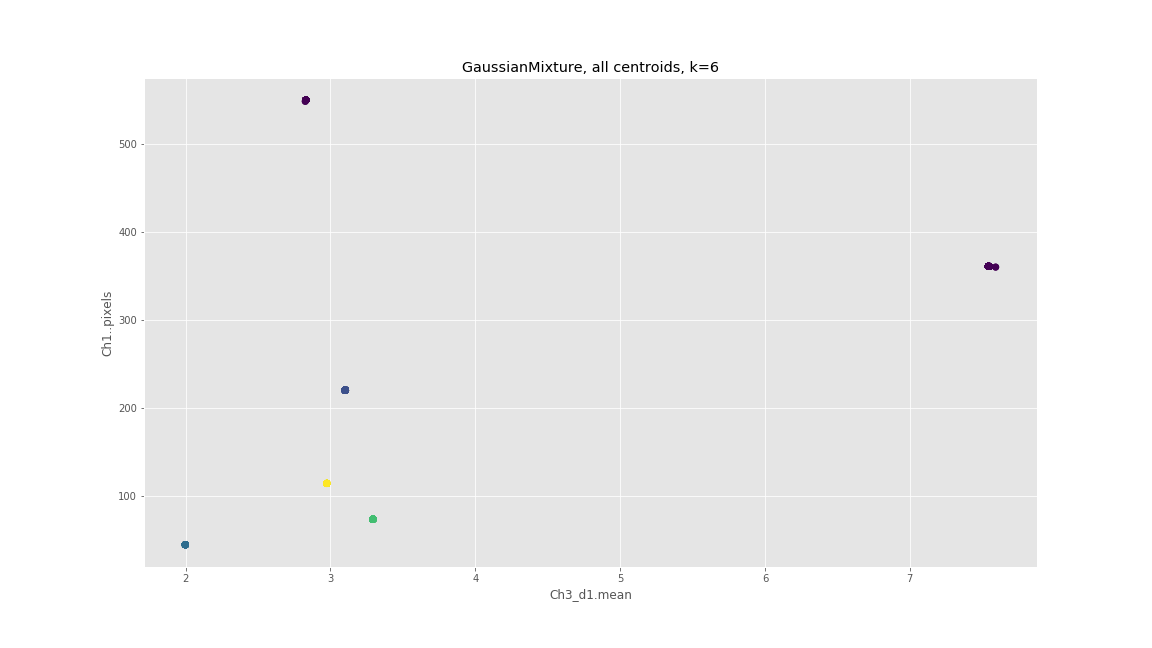 GaussianMixture, all centroids, k=6
500
400
300
200
100
Ch1..pixels
2 3 4 5 6 7
Ch3_d1.mean